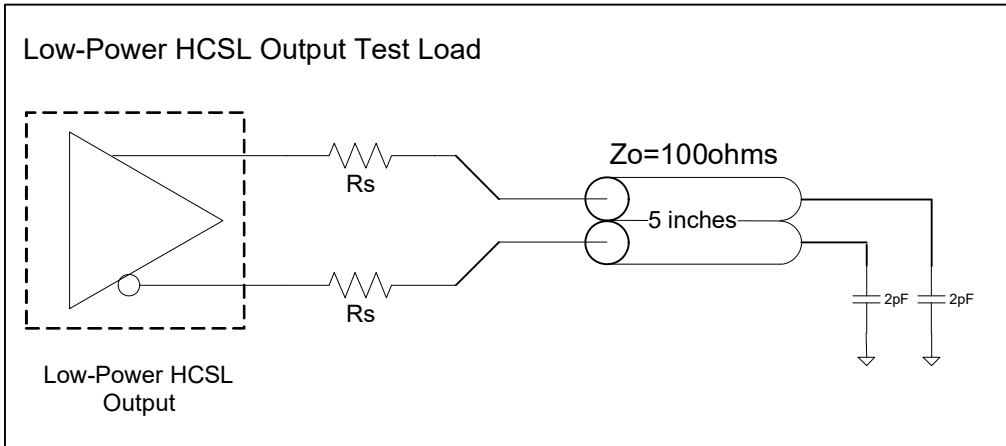 Low-Power HCSL Output Test Load
Rs
Zo=100ohms
5 inches
Rs
2pF
2pF
Low-Power HCSL
Output